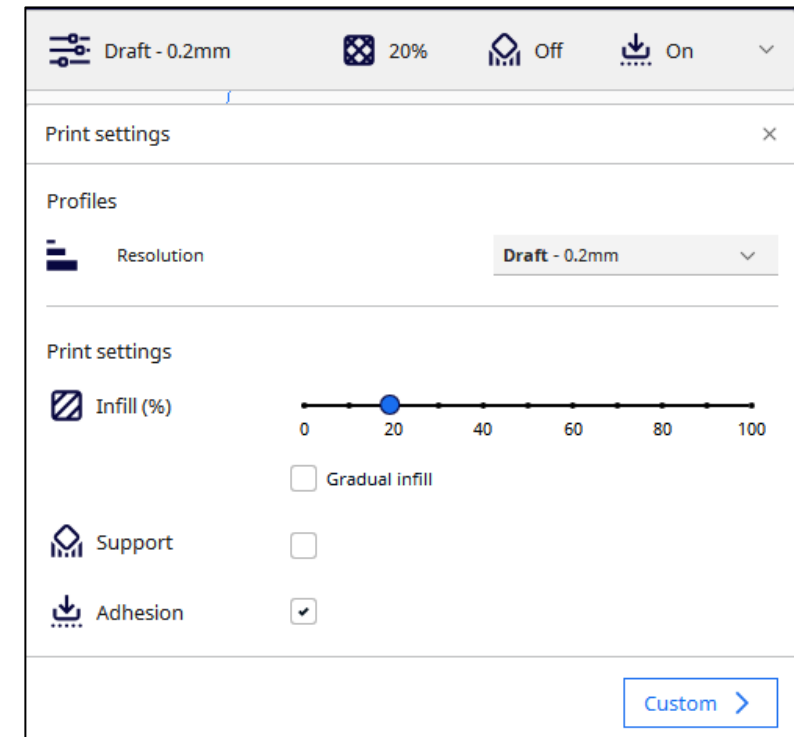 Draft - 0.2mm 20% Off On
Print settings
Profiles
Resolution Draft - 0.2mm
Print settings
Infill (%)
0 20 40 60 80 100
Gradual infill
Support
Adhesion
Custom